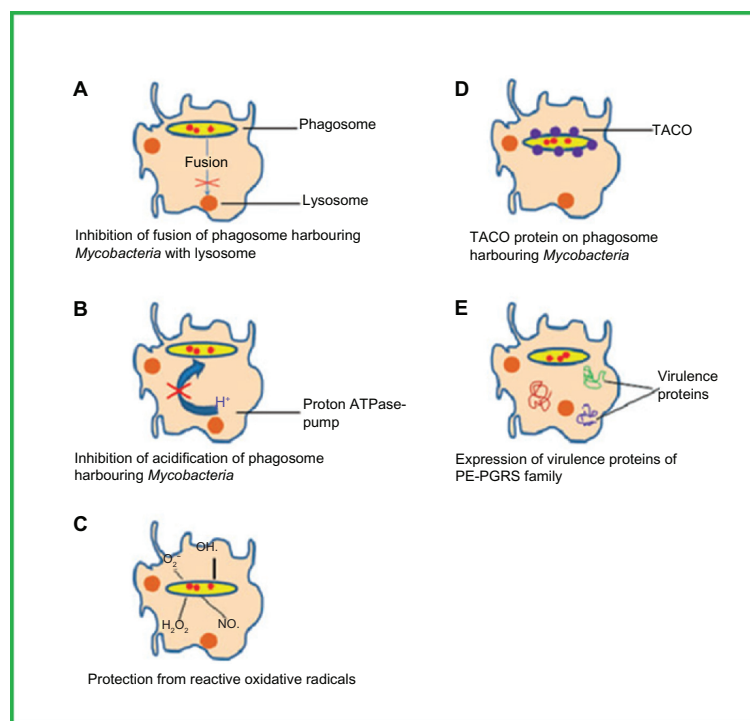 A
Phagosome
Fusion
Lysosome
Inhibition of fusion of phagosome harbouring
Mycobacteria with lysosome
B
H+
Proton ATPase-
pump
Inhibition of acidification of phagosome
harbouring Mycobacteria
C
O2−
OH.
H2O2
NO.
Protection from reactive oxidative radicals
D
TACO
TACO protein on phagosome
harbouring Mycobacteria
E
Virulence
proteins
Expression of virulence proteins of
PE-PGRS family